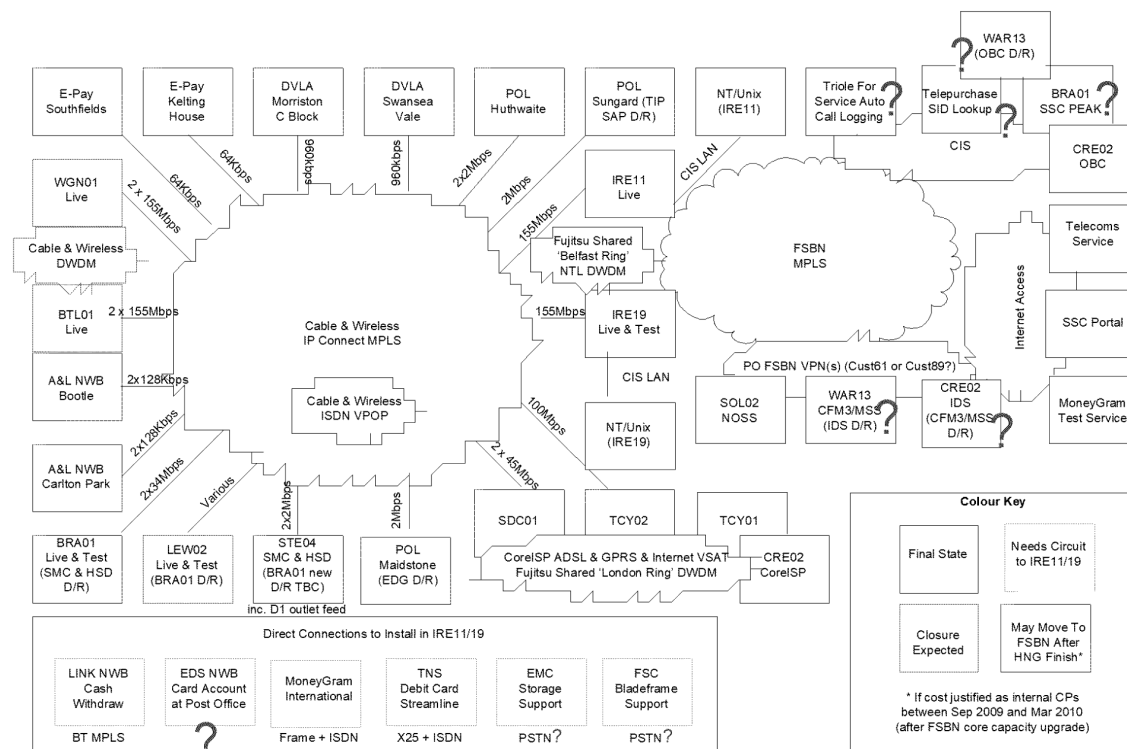 WAR13
(OBC D/R)
?
E-Pay
Southfields
E-Pay
Kelting
House
DVLA
Morriston
C Block
DVLA
Swansea
Vale
POL
Huthwaite
POL
Sungard (TIP
SAP D/R)
NT/Unix
(IRE11)
Triole For
Service Auto
Call Logging
?
Telepurchase
SID Lookup
?
BRA01
SSC PEAK
?
CIS
CRE02
OBC
64Kbps
64Kbps
960kbps
960kbps
2x2Mbps
2Mbps
155Mbps
CIS LAN
WGN01
Live
2 x 155Mbps
IRE11
Live
Cable & Wireless
DWDM
Fujitsu Shared
'Belfast Ring'
NTL DWDM
FSBN
MPLS
Telecoms
Service
Internet Access
BTL01
Live
2 x 155Mbps
Cable & Wireless
IP Connect MPLS
155Mbps
IRE19
Live & Test
SSC Portal
A&L NWB
Bootle
2x128Kbps
CIS LAN
PO FSBN VPN(s) (Cust61 or Cust89?)
Cable & Wireless
ISDN VPOP
100Mbps
NT/Unix
(IRE19)
SOL02
NOSS
WAR13
CFM3/MSS
(IDS D/R)
?
CRE02
IDS
(CFM3/MSS
D/R)
?
MoneyGram
Test Service
A&L NWB
Carlton Park
2x128Kbps
2x34Mbps
Various
2x2Mbps
2Mbps
2 x 45Mbps
SDC01
TCY02
TCY01
BRA01
Live & Test
(SMC & HSD
D/R)
LEW02
Live & Test
(BRA01 D/R)
STE04
SMC & HSD
(BRA01 new
D/R TBC)
inc. D1 outlet feed
POL
Maidstone
(EDG D/R)
CoreISP ADSL & GPRS & Internet VSAT
Fujitsu Shared 'London Ring' DWDM
CRE02
CoreISP
Colour Key
Final State
Needs Circuit
to IRE11/19
Closure
Expected
May Move To
FSBN After
HNG Finish*
* If cost justified as internal CPs
between Sep 2009 and Mar 2010
(after FSBN core capacity upgrade)
Direct Connections to Install in IRE11/19
LINK NWB
Cash
Withdraw
BT MPLS
EDS NWB
Card Account
at Post Office
?
MoneyGram
International
Frame + ISDN
TNS
Debit Card
Streamline
X25 + ISDN
EMC
Storage
Support
PSTN?
FSC
Bladeframe
Support
PSTN?